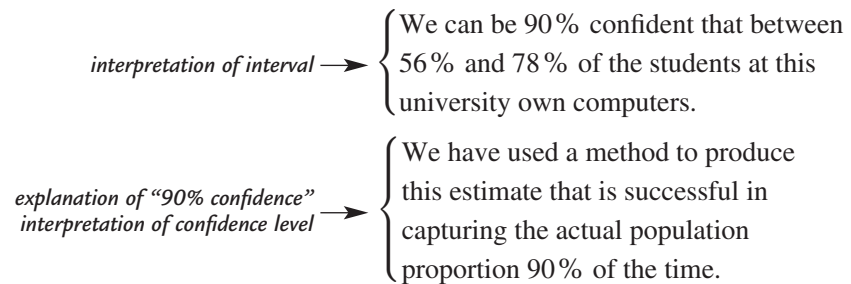 interpretation of interval
We can be 90% confident that between
56% and 78% of the students at this
university own computers.
explanation of “90% confidence”
interpretation of confidence level
We have used a method to produce
this estimate that is successful in
capturing the actual population
proportion 90% of the time.